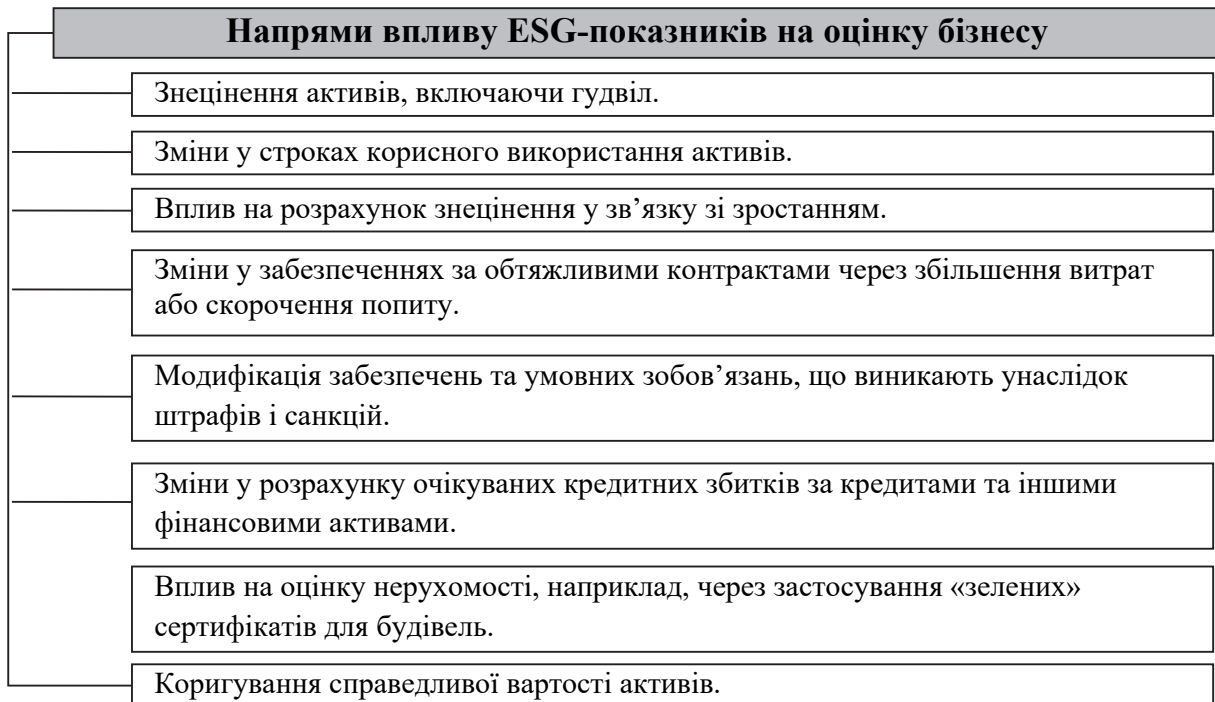 Напрями впливу ESG-показників на оцінку бізнесу
Знецінення активів, включаючи гудвіл.
Зміни у строках корисного використання активів.
Вплив на розрахунок знецінення у зв’язку зі зростанням.
Зміни у забезпеченнях за обтяжливими контрактами через збільшення витрат
або скорочення попиту.
Модифікація забезпечень та умовних зобов’язань, що виникають унаслідок
штрафів і санкцій.
Зміни у розрахунку очікуваних кредитних збитків за кредитами та іншими
фінансовими активами.
Вплив на оцінку нерухомості, наприклад, через застосування «зелених»
сертифікатів для будівель.
Коригування справедливої вартості активів.